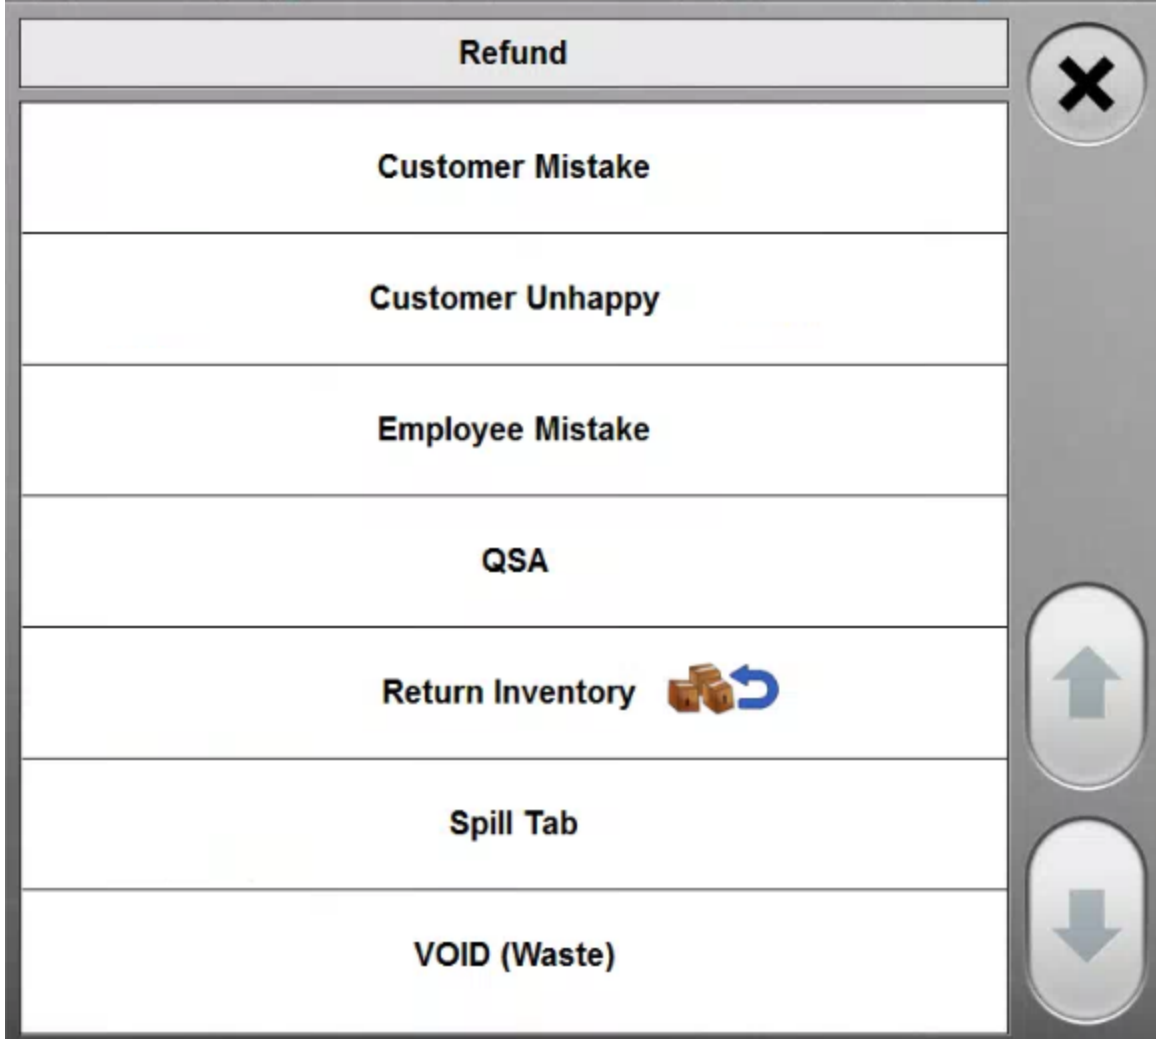 Refund
Customer Mistake
Customer Unhappy
Employee Mistake
QSA
Return Inventory
Spill Tab
VOID (Waste)